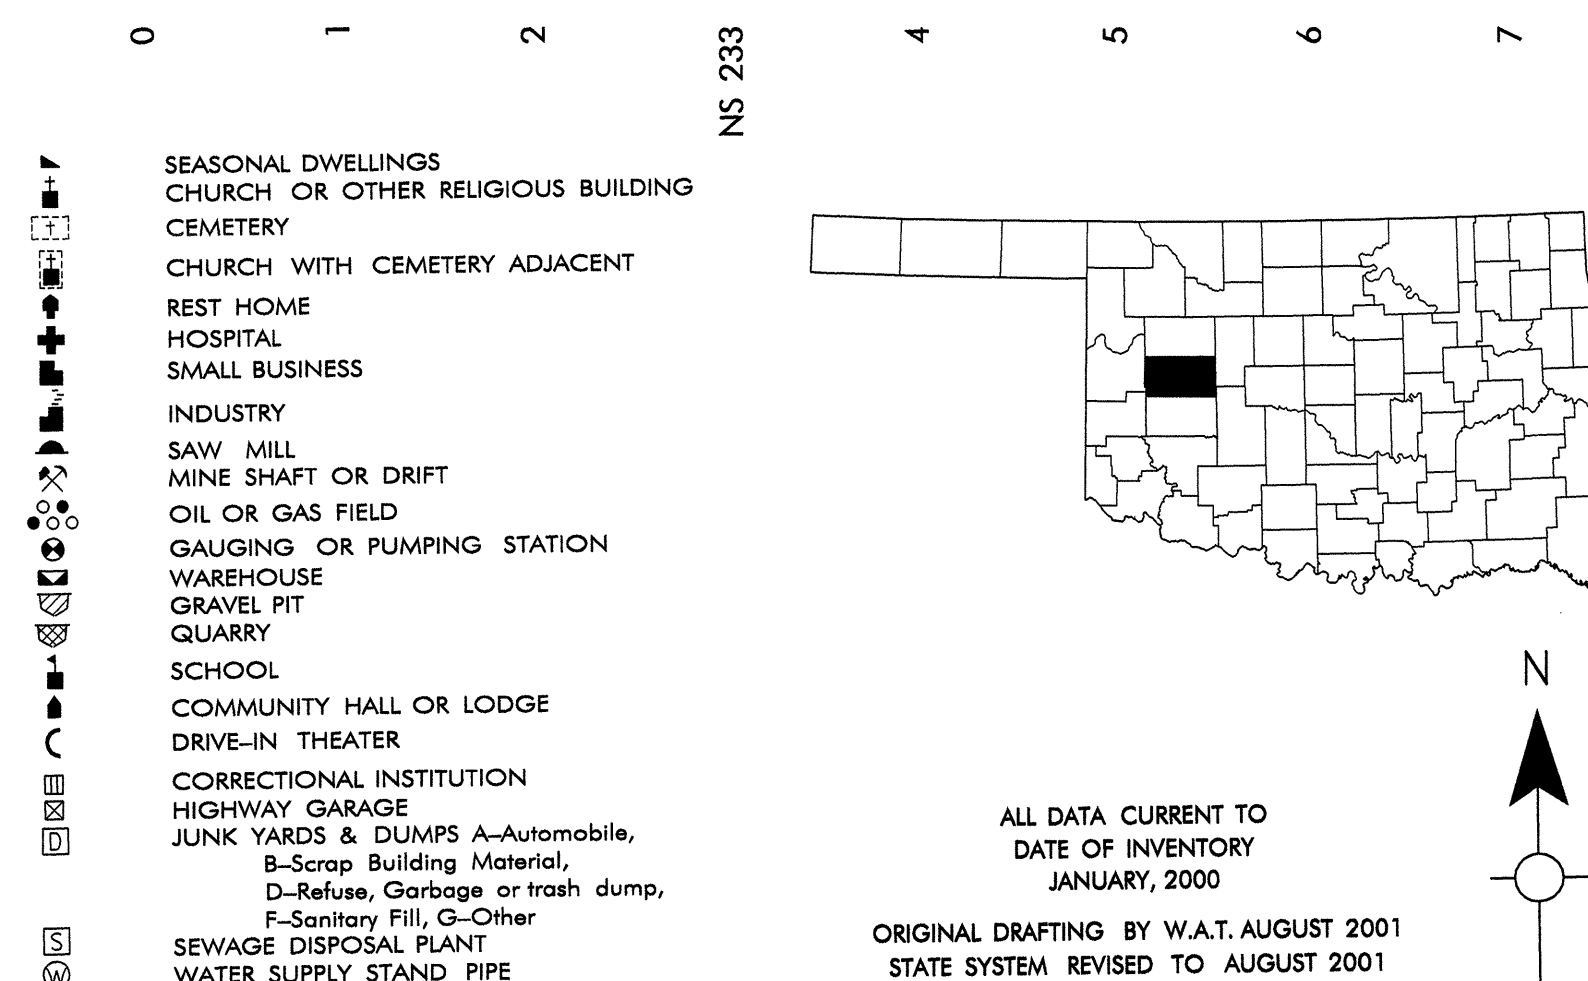 0 1 2 NS 233 4 5 6 7
SEASONAL DWELLINGS
CHURCH OR OTHER RELIGIOUS BUILDING
CEMETERY
CHURCH WITH CEMETERY ADJACENT
REST HOME
HOSPITAL
SMALL BUSINESS
INDUSTRY
SAW MILL
MINE SHAFT OR DRIFT
OIL OR GAS FIELD
GAUGING OR PUMPING STATION
WAREHOUSE
GRAVEL PIT
QUARRY
SCHOOL
COMMUNITY HALL OR LODGE
DRIVE-IN THEATER
CORRECTIONAL INSTITUTION
HIGHWAY GARAGE
D JUNK YARDS & DUMPS A-Automobile,
B-Scrap Building Material,
D-Refuse, Garbage or trash dump,
F-Sanitary Fill, G-Other
S SEWAGE DISPOSAL PLANT
W WATER SUPPLY STAND PIPE
N
ALL DATA CURRENT TO
DATE OF INVENTORY
JANUARY, 2000
ORIGINAL DRAFTING BY W.A.T. AUGUST 2001
STATE SYSTEM REVISED TO AUGUST 2001